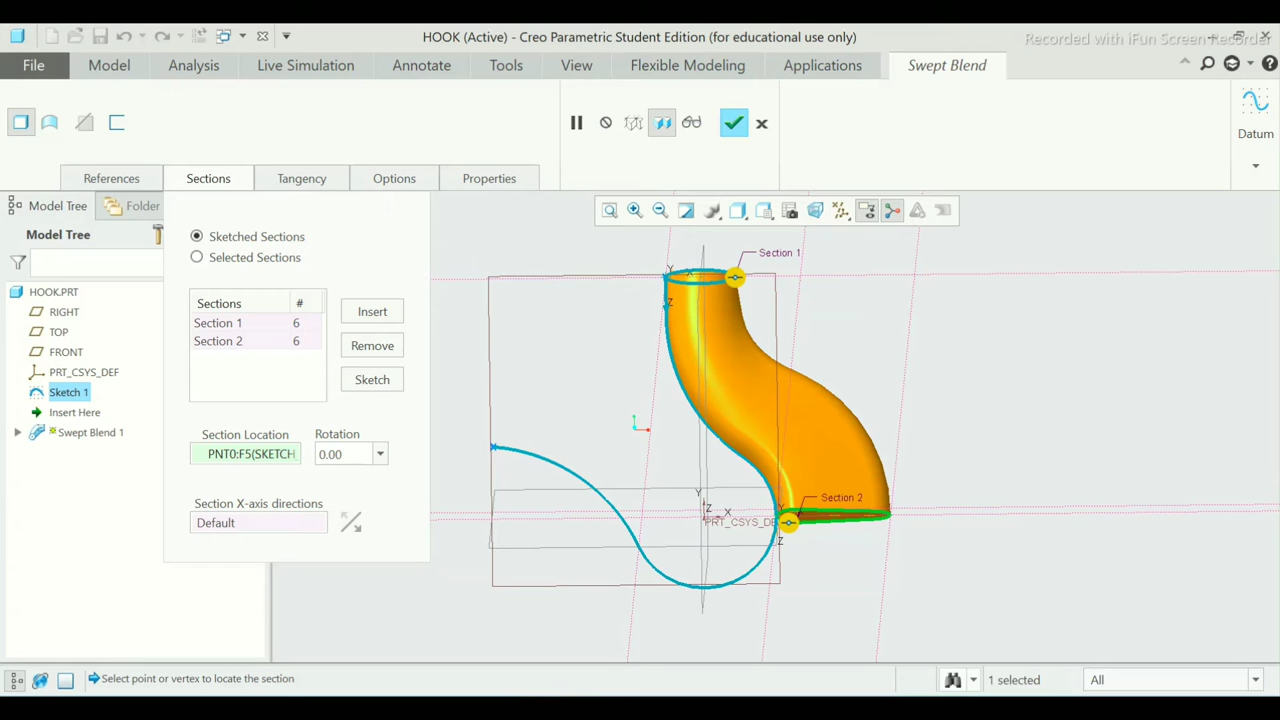 HOOK (Active) - Creo Parametric Student Edition (for educational use only)
Recorded with iFun Screen Recorder
File Model Analysis Live Simulation Annotate Tools View Flexible Modeling Applications Swept Blend
Datum
References Sections Tangency Options Properties
Model Tree Folder
Model Tree
HOOK.PRT
RIGHT
TOP
FRONT
PRT_CSYS_DEF
Sketch 1
Insert Here
Swept Blend 1
Sketched Sections
Selected Sections
Sections #
Section 1 6
Section 2 6
Insert
Remove
Sketch
Section Location Rotation
PNT0:F5(SKETCH 0.00
Section X-axis directions
Default
Section 1
Y X
Z
Section 2
Y
Z X
Y
PRT_CSYS_DE
Z
Select point or vertex to locate the section
1 selected
All